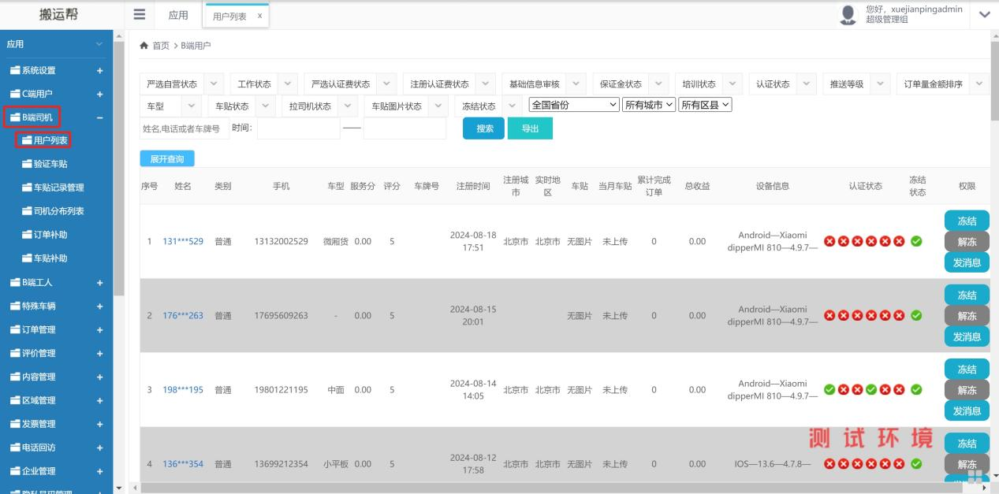 搬运帮
应用
用户列表 x
您好，xuejianpingadmin
超级管理组
应用
系统设置 +
C端用户 +
B端司机 −
用户列表
验证车贴
车贴记录管理
司机分布列表
订单补助
车贴补助
B端工人 +
特殊车辆 +
订单管理 +
评价管理 +
内容管理 +
区域管理 +
发票管理 +
电话回访 +
企业管理 +
首页 > B端用户
严选自营状态 工作状态 严选认证费状态 注册认证费状态 基础信息审核 保证金状态 培训状态 认证状态 推送等级 订单量金额排序
车型 车贴状态 拉司机状态 车贴图片状态 冻结状态 全国省份 所有城市 所有区县
姓名,电话或者车牌号 时间： —— 搜索 导出
展开查询
序号 姓名 类别 手机 车型 服务分 评分 车牌号 注册时间 注册城市 实时地区 车贴 当月车贴 累计完成订单 总收益 设备信息 认证状态 冻结状态 权限
1 131***529 普通 13132002529 微厢货 0.00 5 2024-08-18 17:51 北京市 北京市 无图片 未上传 0 0.00 Android—Xiaomi dipperMI 810—4.9.7— 冻结 解冻 发消息
2 176***263 普通 17695609263 - 0.00 5 2024-08-15 20:01 无图片 未上传 0 0.00 Android—Xiaomi dipperMI 810—4.9.7— 冻结 解冻 发消息
3 198***195 普通 19801221195 中面 0.00 5 2024-08-14 14:05 北京市 北京市 无图片 未上传 0 0.00 Android—Xiaomi dipperMI 810—4.9.7— 冻结 解冻 发消息
测试环境
4 136***354 普通 13699212354 小平板 0.00 5 2024-08-12 17:58 北京市 北京市 无图片 未上传 0 0.00 IOS—13.6—4.7.8— 冻结 解冻